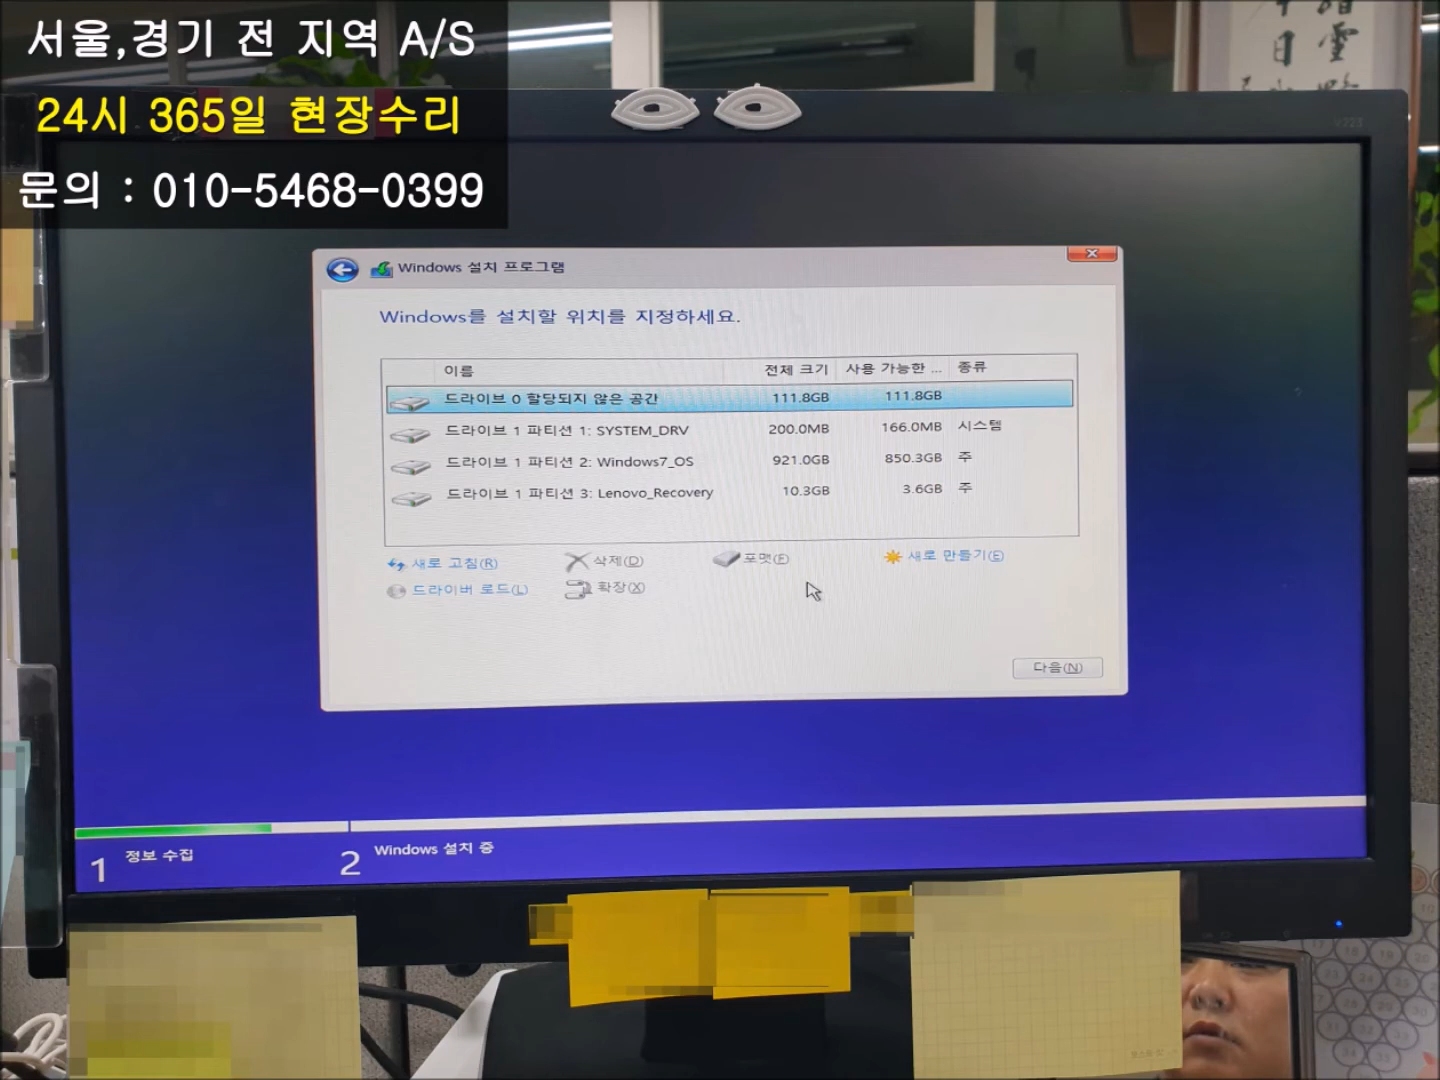 서울,경기 전 지역 A/S
24시 365일 현장수리
문의 : 010-5468-0399
V223
Windows 설치 프로그램
Windows를 설치할 위치를 지정하세요.
이름 전체 크기 사용 가능한 ... 종류
드라이브 0 할당되지 않은 공간 111.8GB 111.8GB
드라이브 1 파티션 1: SYSTEM_DRV 200.0MB 166.0MB 시스템
드라이브 1 파티션 2: Windows7_OS 921.0GB 850.3GB 주
드라이브 1 파티션 3: Lenovo_Recovery 10.3GB 3.6GB 주
새로 고침(R) 삭제(D) 포맷(F) 새로 만들기(E)
드라이버 로드(L) 확장(X)
다음(N)
1 정보 수집 2 Windows 설치 중